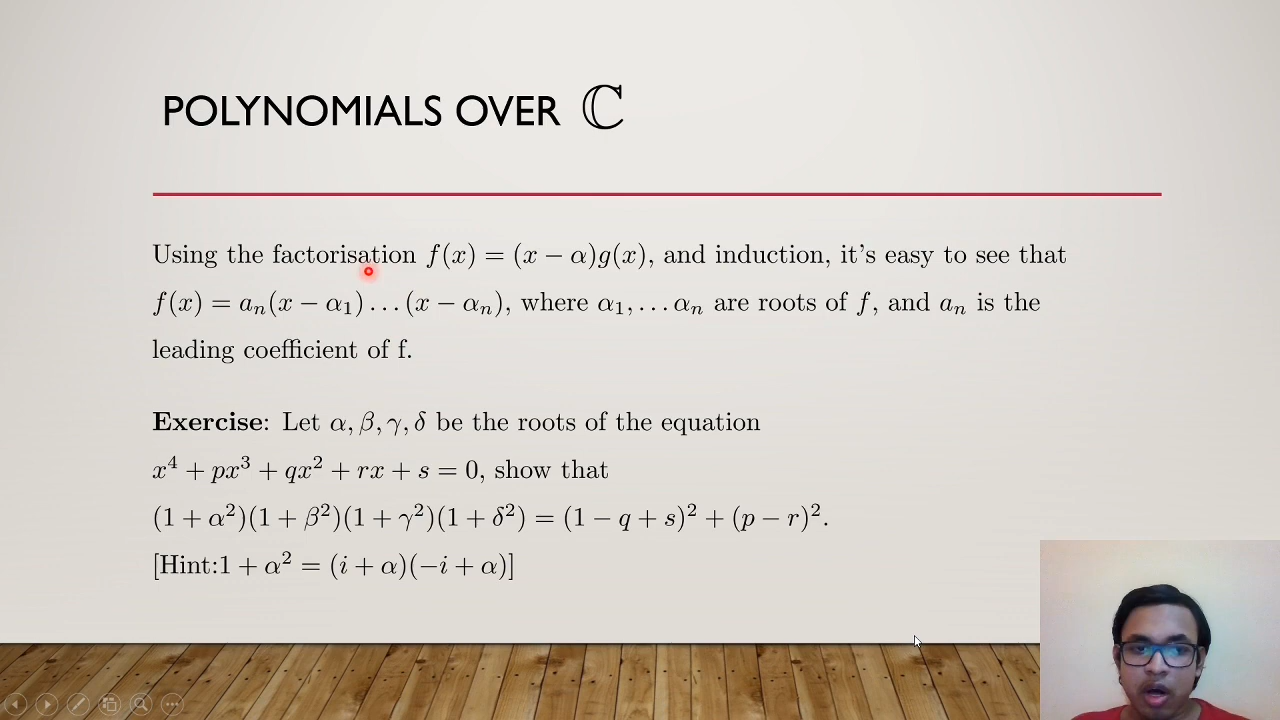 POLYNOMIALS OVER ℂ
Using the factorisation f(x) = (x − α)g(x), and induction, it's easy to see that
f(x) = aₙ(x − α₁) . . . (x − αₙ), where α₁, . . . αₙ are roots of f, and aₙ is the
leading coefficient of f.
Exercise: Let α, β, γ, δ be the roots of the equation
x⁴ + px³ + qx² + rx + s = 0, show that
(1 + α²)(1 + β²)(1 + γ²)(1 + δ²) = (1 − q + s)² + (p − r)².
[Hint:1 + α² = (i + α)(−i + α)]